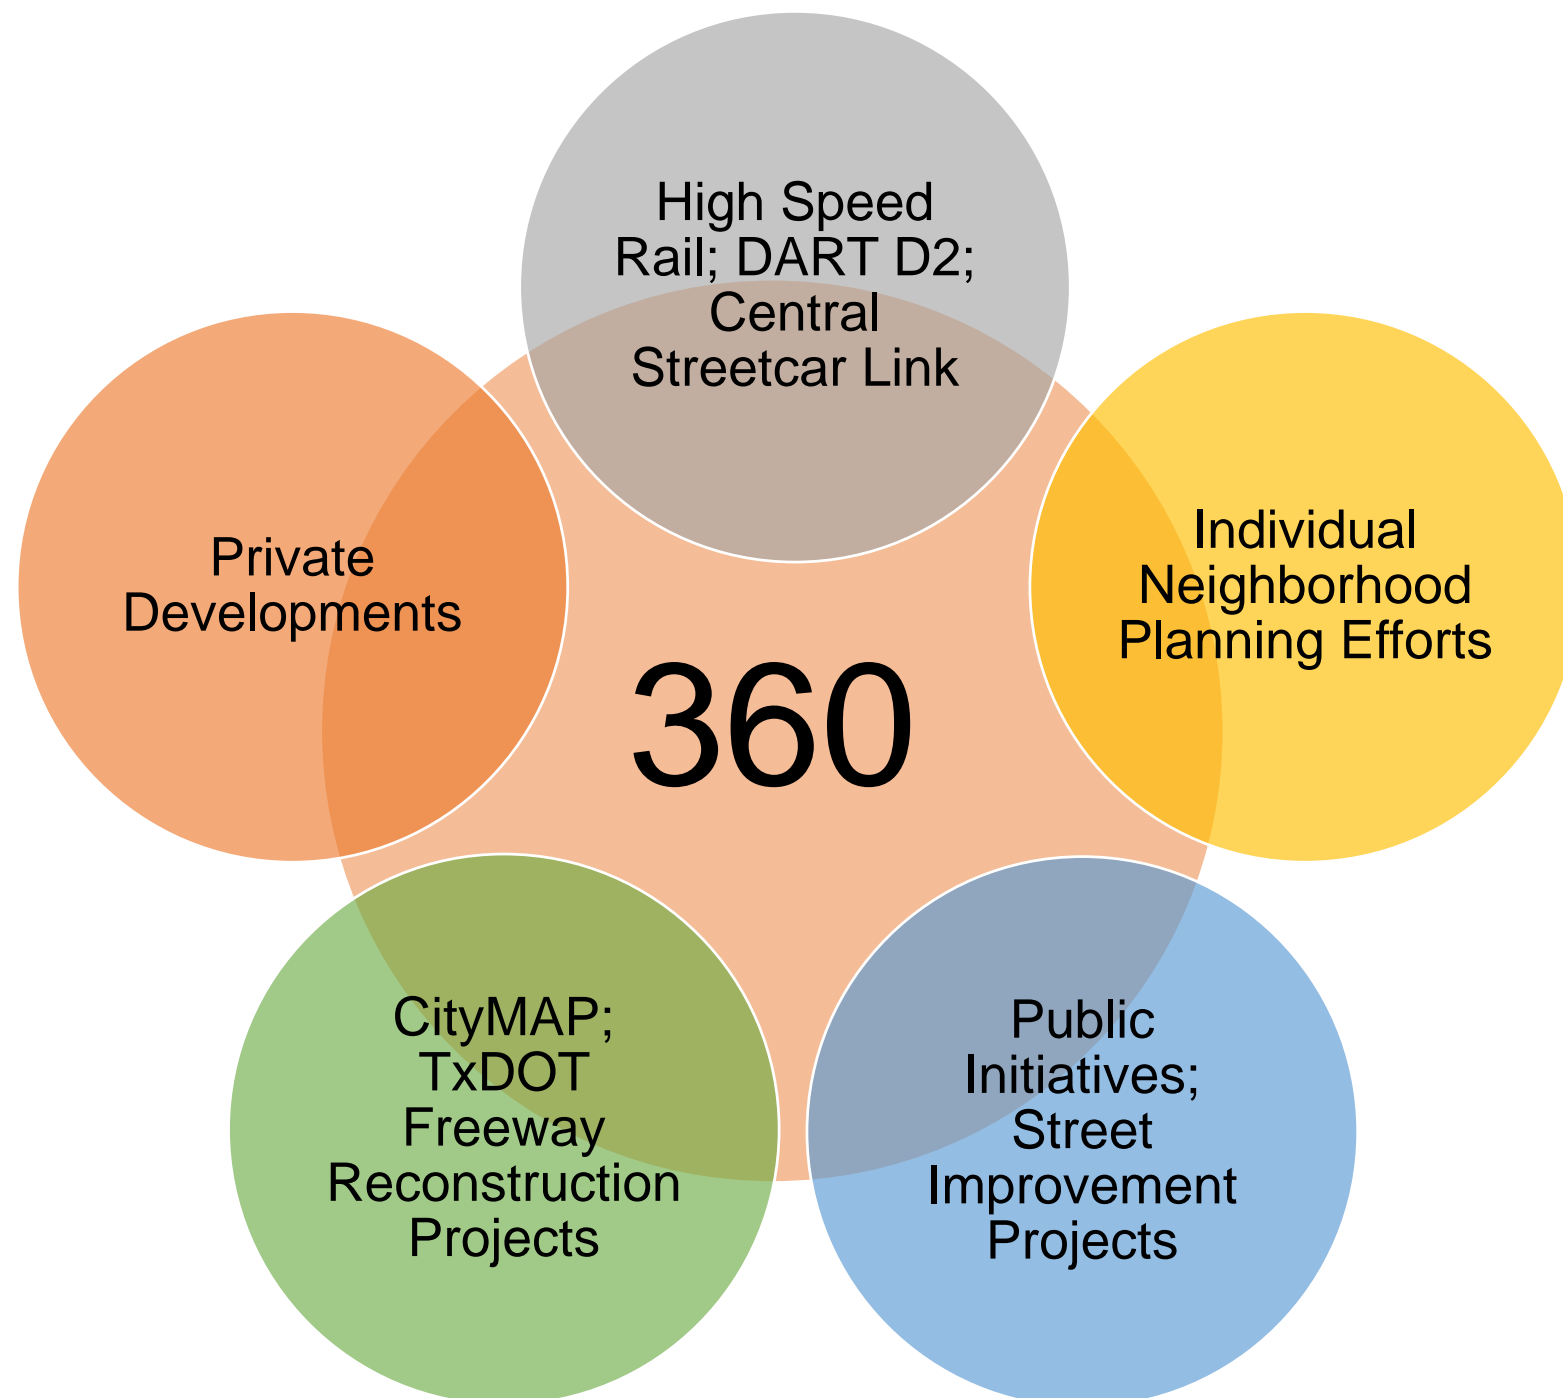 High Speed
Rail; DART D2;
Central
Streetcar Link
Individual
Neighborhood
Planning Efforts
Private
Developments
360
CityMAP;
TxDOT
Freeway
Reconstruction
Projects
Public
Initiatives;
Street
Improvement
Projects